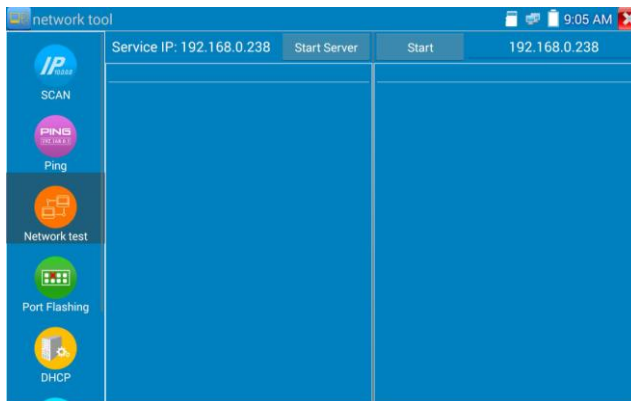 network tool
9:05 AM
Service IP: 192.168.0.238
Start Server
Start
192.168.0.238
IP
SCAN
PING
Ping
Network test
Port Flashing
DHCP